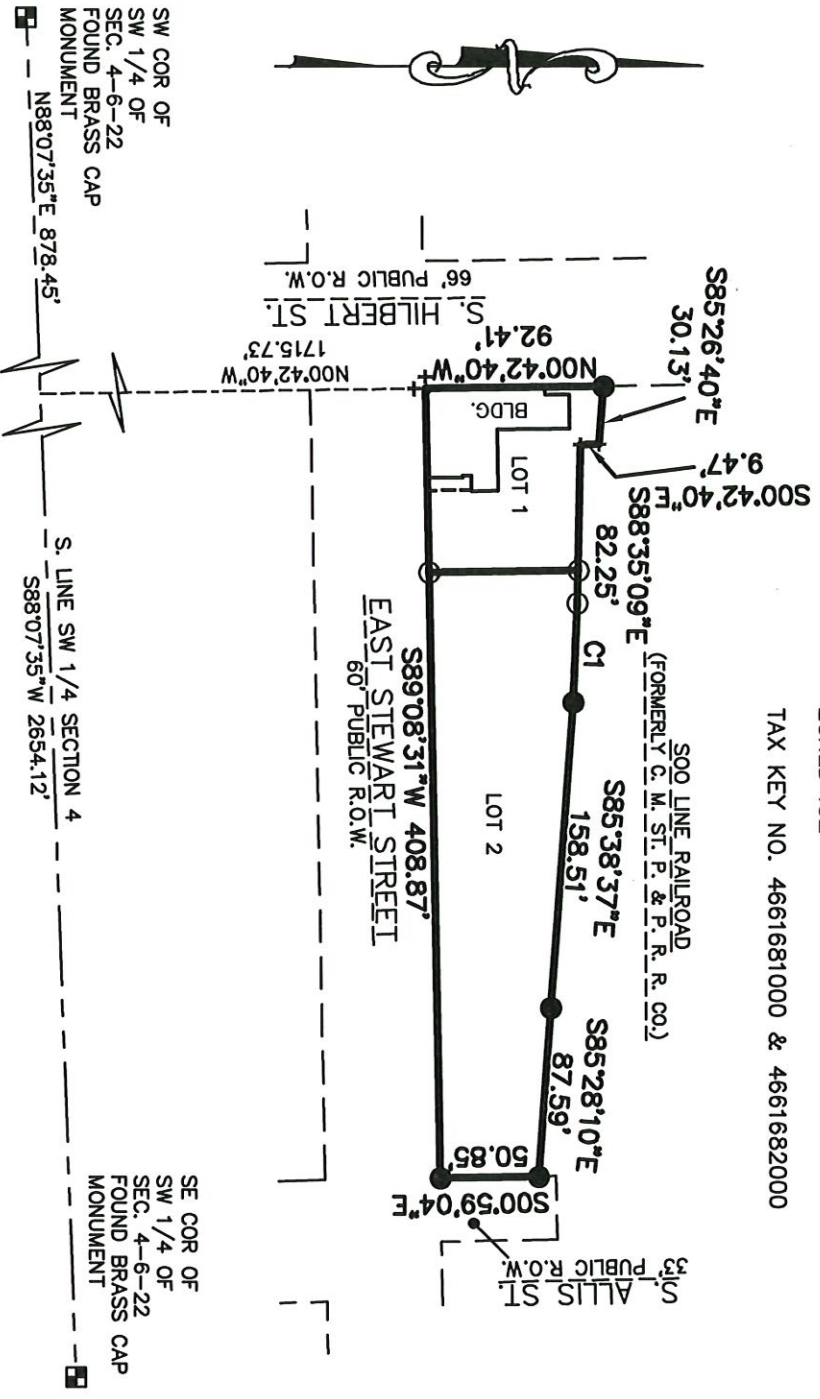 TAX KEY NO. 4661681000 & 4661682000
SOO LINE RAILROAD
(FORMERLY C. M. ST. P. & P. R. R. CO.)
S85°26'40"E
30.13'
9.47'
S00°42'40"E
S88°35'09"E
82.25'
C1
S85°38'37"E
158.51'
S85°28'10"E
87.59'
N00°42'40"W
92.41'
BLDG.
LOT 1
LOT 2
50.85'
S00°59'04"E
S. ALLIS ST.
33' PUBLIC R.O.W.
S. HILBERT ST.
66' PUBLIC R.O.W.
S89°08'31"W 408.87'
EAST STEWART STREET
60' PUBLIC R.O.W.
N00°42'40"W
1715.73'
SW COR OF
SW 1/4 OF
SEC. 4-6-22
FOUND BRASS CAP
MONUMENT
N88°07'35"E 878.45'
S. LINE SW 1/4 SECTION 4
S88°07'35"W 2654.12'
SE COR OF
SW 1/4 OF
SEC. 4-6-22
FOUND BRASS CAP
MONUMENT